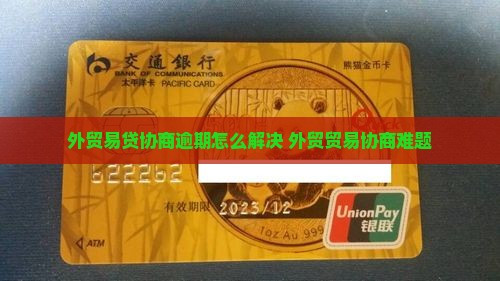 交通銀行
BANK OF COMMUNICATIONS
太平洋卡 PACIFIC CARD
熊猫金币卡
外贸易贷协商逾期怎么解决 外贸贸易协商难题
622262
有效期限 2023/12
1oz Au .999
ATM
UnionPay
银联